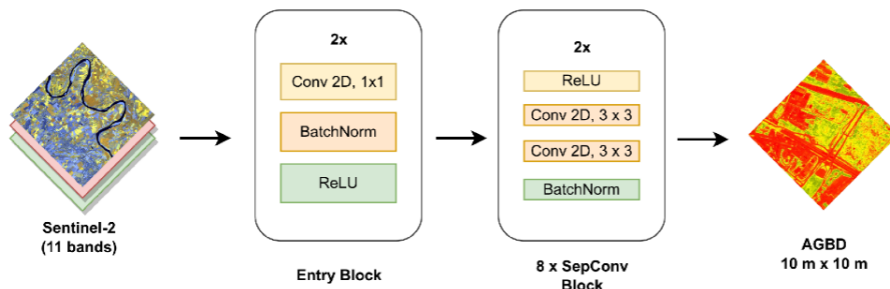 Sentinel-2
(11 bands)
2x
Conv 2D, 1x1
BatchNorm
ReLU
Entry Block
2x
ReLU
Conv 2D, 3 x 3
Conv 2D, 3 x 3
BatchNorm
8 x SepConv
Block
AGBD
10 m x 10 m